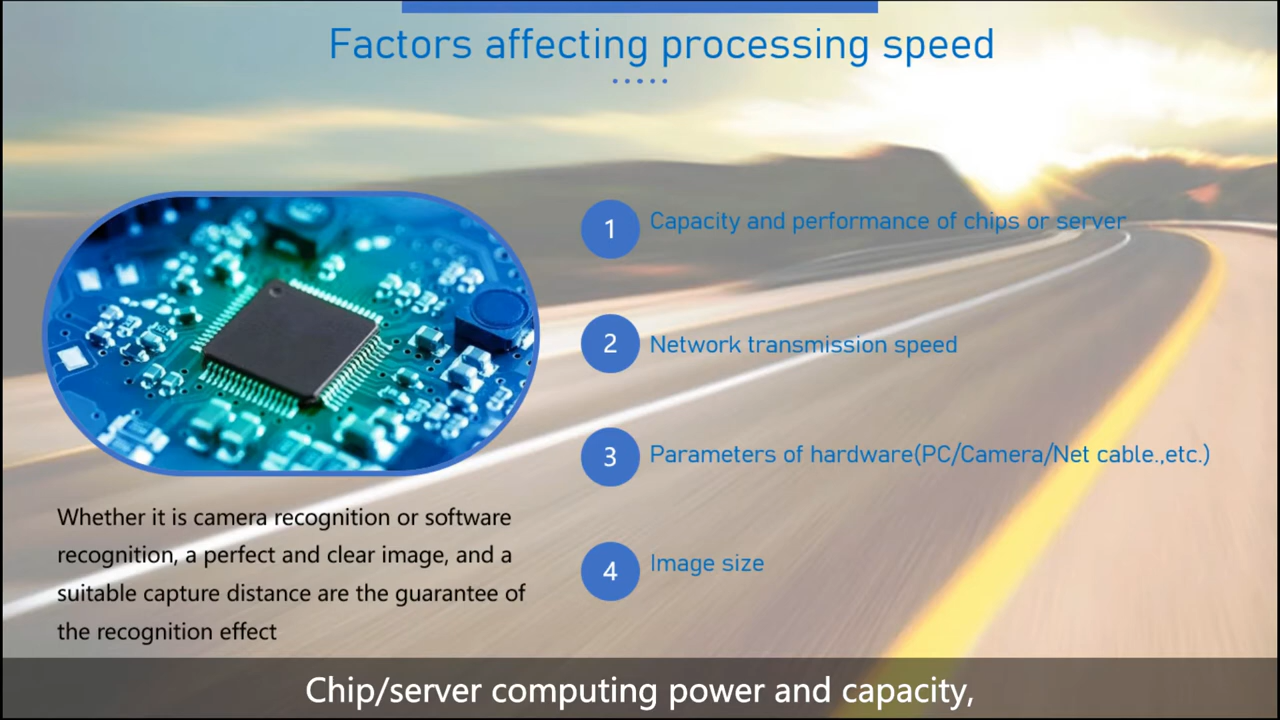 Factors affecting processing speed
1 Capacity and performance of chips or server
2 Network transmission speed
3 Parameters of hardware(PC/Camera/Net cable.,etc.)
4 Image size
Whether it is camera recognition or software
recognition, a perfect and clear image, and a
suitable capture distance are the guarantee of
the recognition effect
Chip/server computing power and capacity,